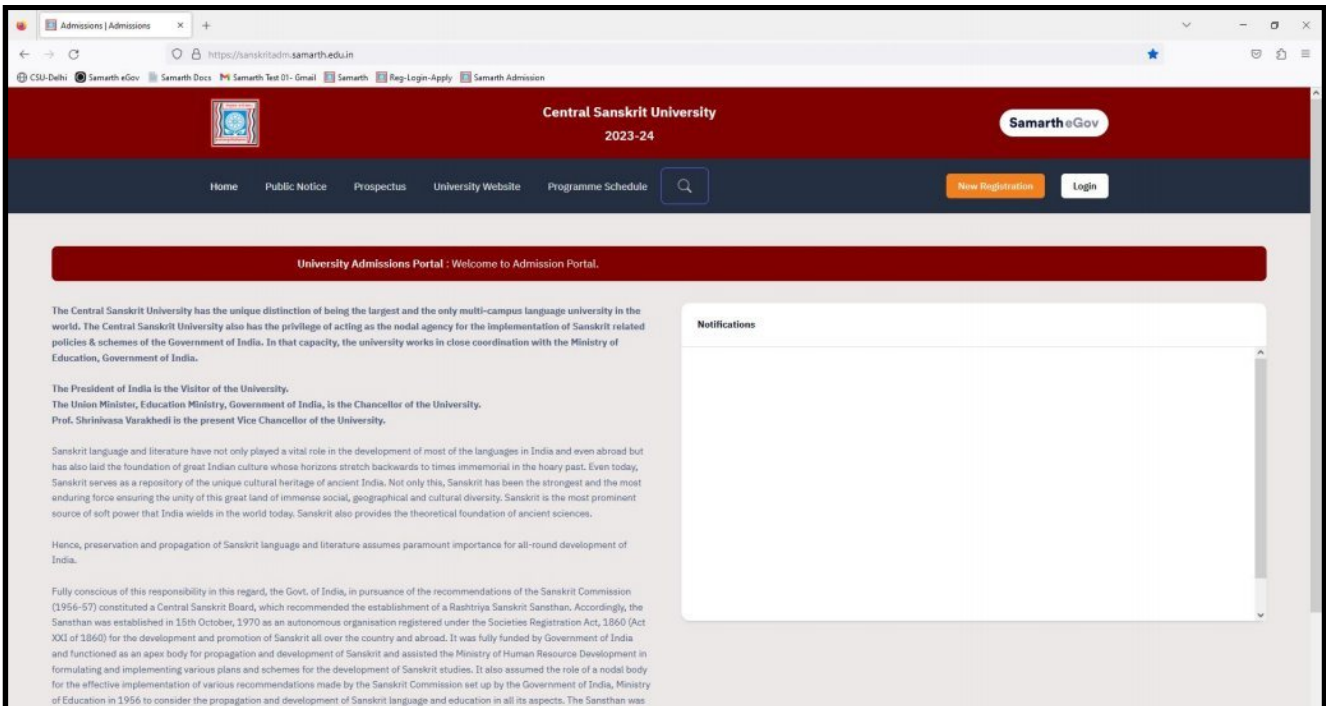 Admissions | Admissions
https://sanskritadm.samarth.edu.in
CSU-Delhi Samarth eGov Samarth Docs Samarth Test 01- Gmail Samarth Reg-Login-Apply Samarth Admission
Central Sanskrit University
2023-24
Samarth eGov
Home Public Notice Prospectus University Website Programme Schedule New Registration Login
University Admissions Portal : Welcome to Admission Portal.
The Central Sanskrit University has the unique distinction of being the largest and the only multi-campus language university in the
world. The Central Sanskrit University also has the privilege of acting as the nodal agency for the implementation of Sanskrit related
policies & schemes of the Government of India. In that capacity, the university works in close coordination with the Ministry of
Education, Government of India.
The President of India is the Visitor of the University.
The Union Minister, Education Ministry, Government of India, is the Chancellor of the University.
Prof. Shrinivasa Varakhedi is the present Vice Chancellor of the University.
Sanskrit language and literature have not only played a vital role in the development of most of the languages in India and even abroad but
has also laid the foundation of great Indian culture whose horizons stretch backwards to times immemorial in the hoary past. Even today,
Sanskrit serves as a repository of the unique cultural heritage of ancient India. Not only this, Sanskrit has been the strongest and the most
enduring force ensuring the unity of this great land of immense social, geographical and cultural diversity. Sanskrit is the most prominent
source of soft power that India wields in the world today. Sanskrit also provides the theoretical foundation of ancient sciences.
Hence, preservation and propagation of Sanskrit language and literature assumes paramount importance for all-round development of
India.
Fully conscious of this responsibility in this regard, the Govt. of India, in pursuance of the recommendations of the Sanskrit Commission
(1956-57) constituted a Central Sanskrit Board, which recommended the establishment of a Rashtriya Sanskrit Sansthan. Accordingly, the
Sansthan was established in 15th October, 1970 as an autonomous organisation registered under the Societies Registration Act, 1860 (Act
XXI of 1860) for the development and promotion of Sanskrit all over the country and abroad. It was fully funded by Government of India
and functioned as an apex body for propagation and development of Sanskrit and assisted the Ministry of Human Resource Development in
formulating and implementing various plans and schemes for the development of Sanskrit studies. It also assumed the role of a nodal body
for the effective implementation of various recommendations made by the Sanskrit Commission set up by the Government of India, Ministry
of Education in 1956 to consider the propagation and development of Sanskrit language and education in all its aspects. The Sansthan was
Notifications